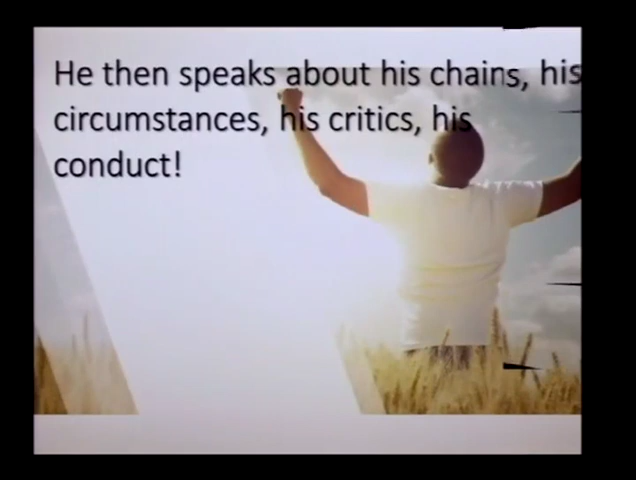 He then speaks about his chains, his
circumstances, his critics, his
conduct!